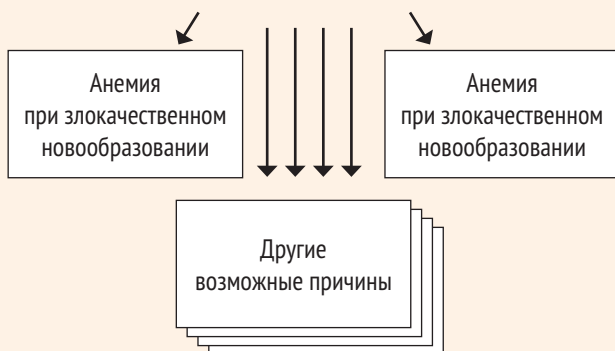 Анемия
при злокачественном
новообразовании
Анемия
при злокачественном
новообразовании
Другие
возможные причины